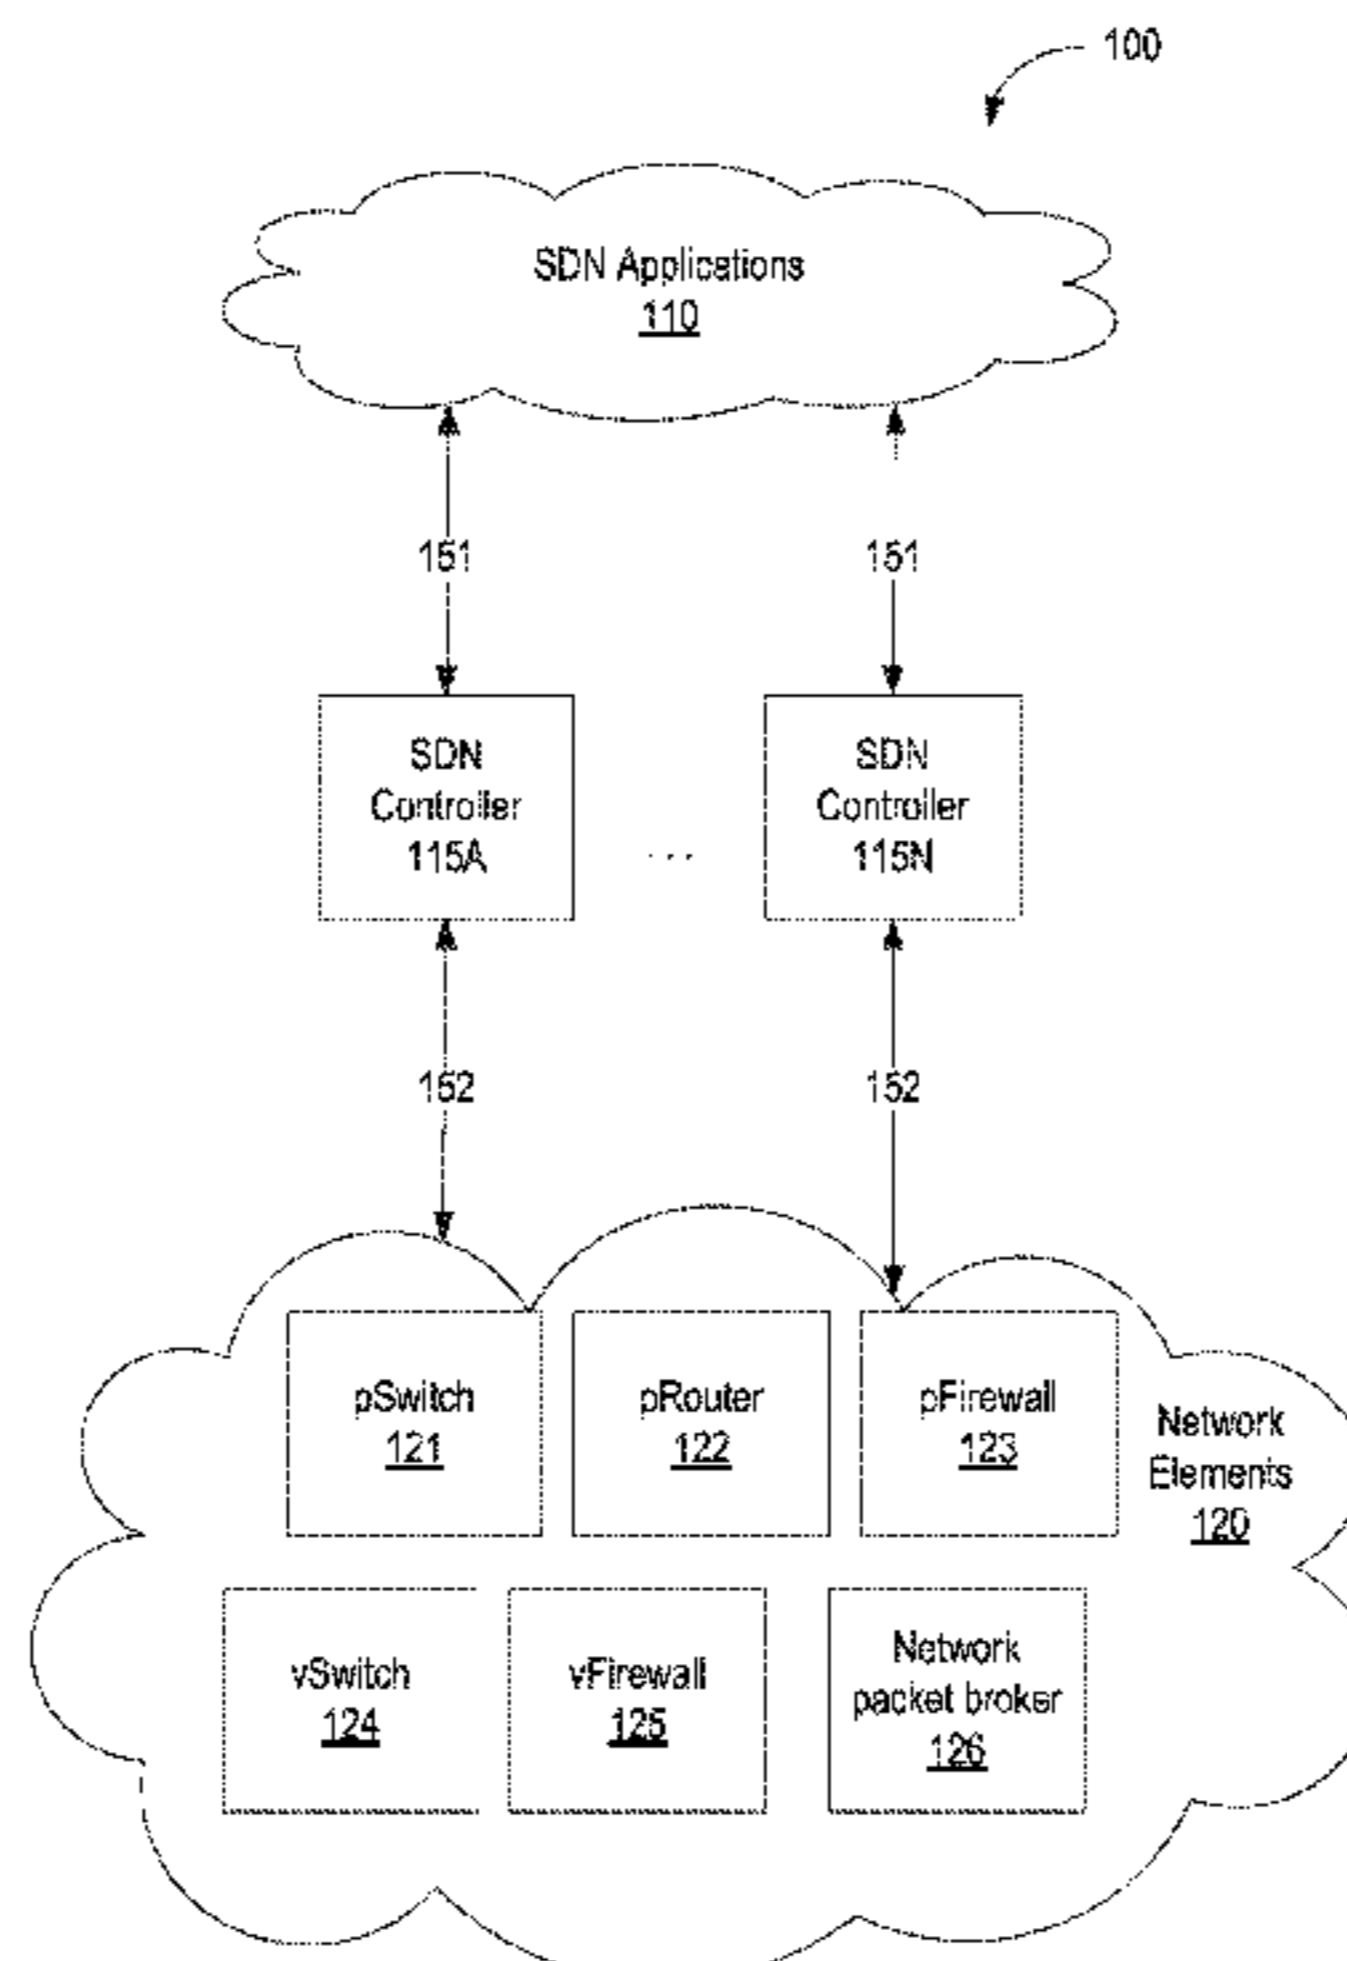 100
SDN Applications
110
151
151
SDN
Controller
115A
...
SDN
Controller
115N
152
152
pSwitch
121
pRouter
122
pFirewall
123
Network
Elements
120
vSwitch
124
vFirewall
125
Network
packet broker
126